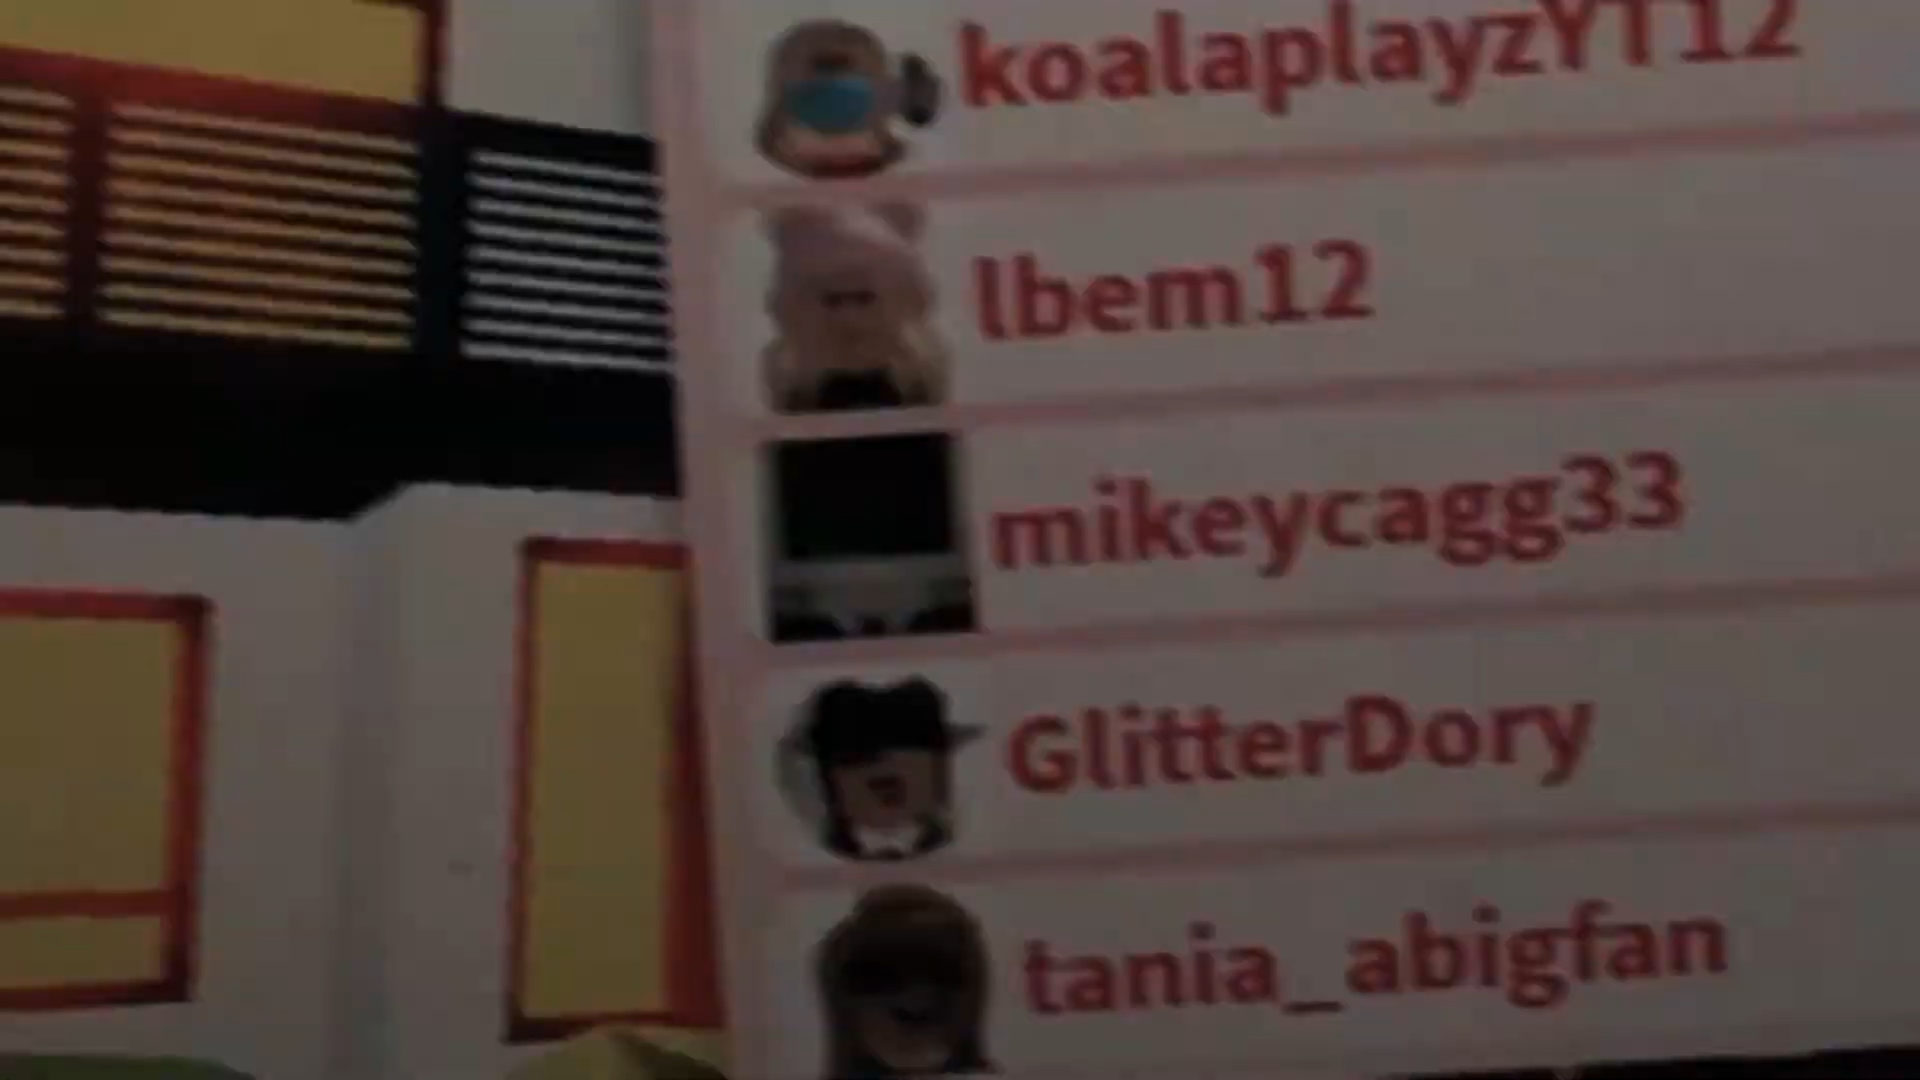 koalaplayzYT12
lbem12
mikeycagg33
GlitterDory
tania_abigfan